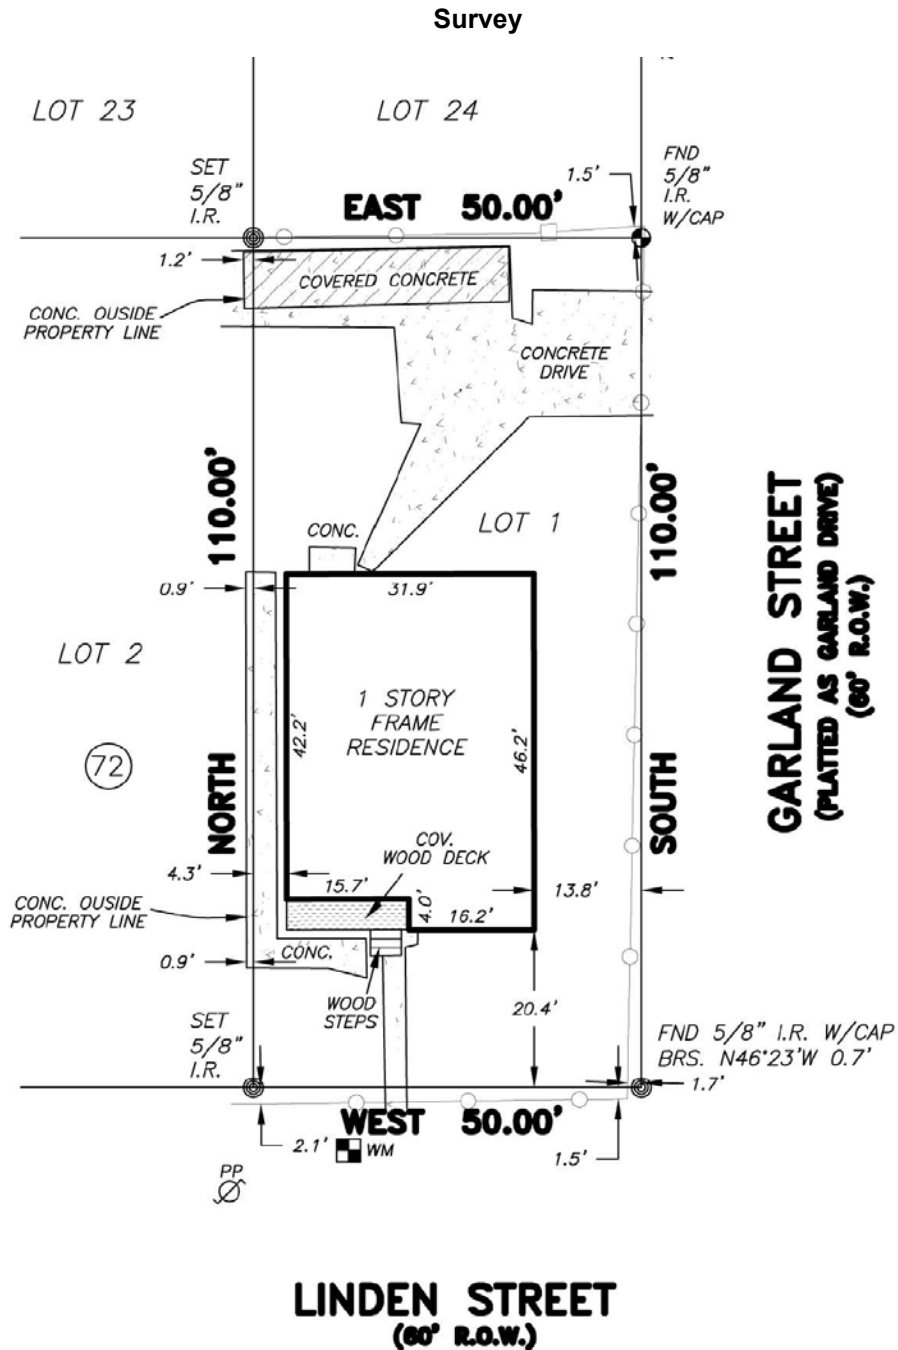 Survey
LOT 23
LOT 24
SET
5/8"
I.R.
1.5'
FND
5/8"
I.R.
W/CAP
EAST 50.00'
1.2'
COVERED CONCRETE
CONC. OUSIDE
PROPERTY LINE
CONCRETE
DRIVE
110.00'
LOT 1
110.00'
CONC.
0.9'
31.9'
GARLAND STREET
(PLATTED AS GARLAND DRIVE)
(60' R.O.W.)
LOT 2
1 STORY
FRAME
RESIDENCE
42.2'
46.2'
72
NORTH
SOUTH
COV.
WOOD DECK
4.3'
15.7'
4.0'
16.2'
13.8'
CONC. OUSIDE
PROPERTY LINE
CONC.
0.9'
WOOD
STEPS
20.4'
SET
5/8"
I.R.
FND 5/8" I.R. W/CAP
BRS. N46°23'W 0.7'
1.7'
WEST 50.00'
2.1'
WM
1.5'
PP
LINDEN STREET
(60' R.O.W.)